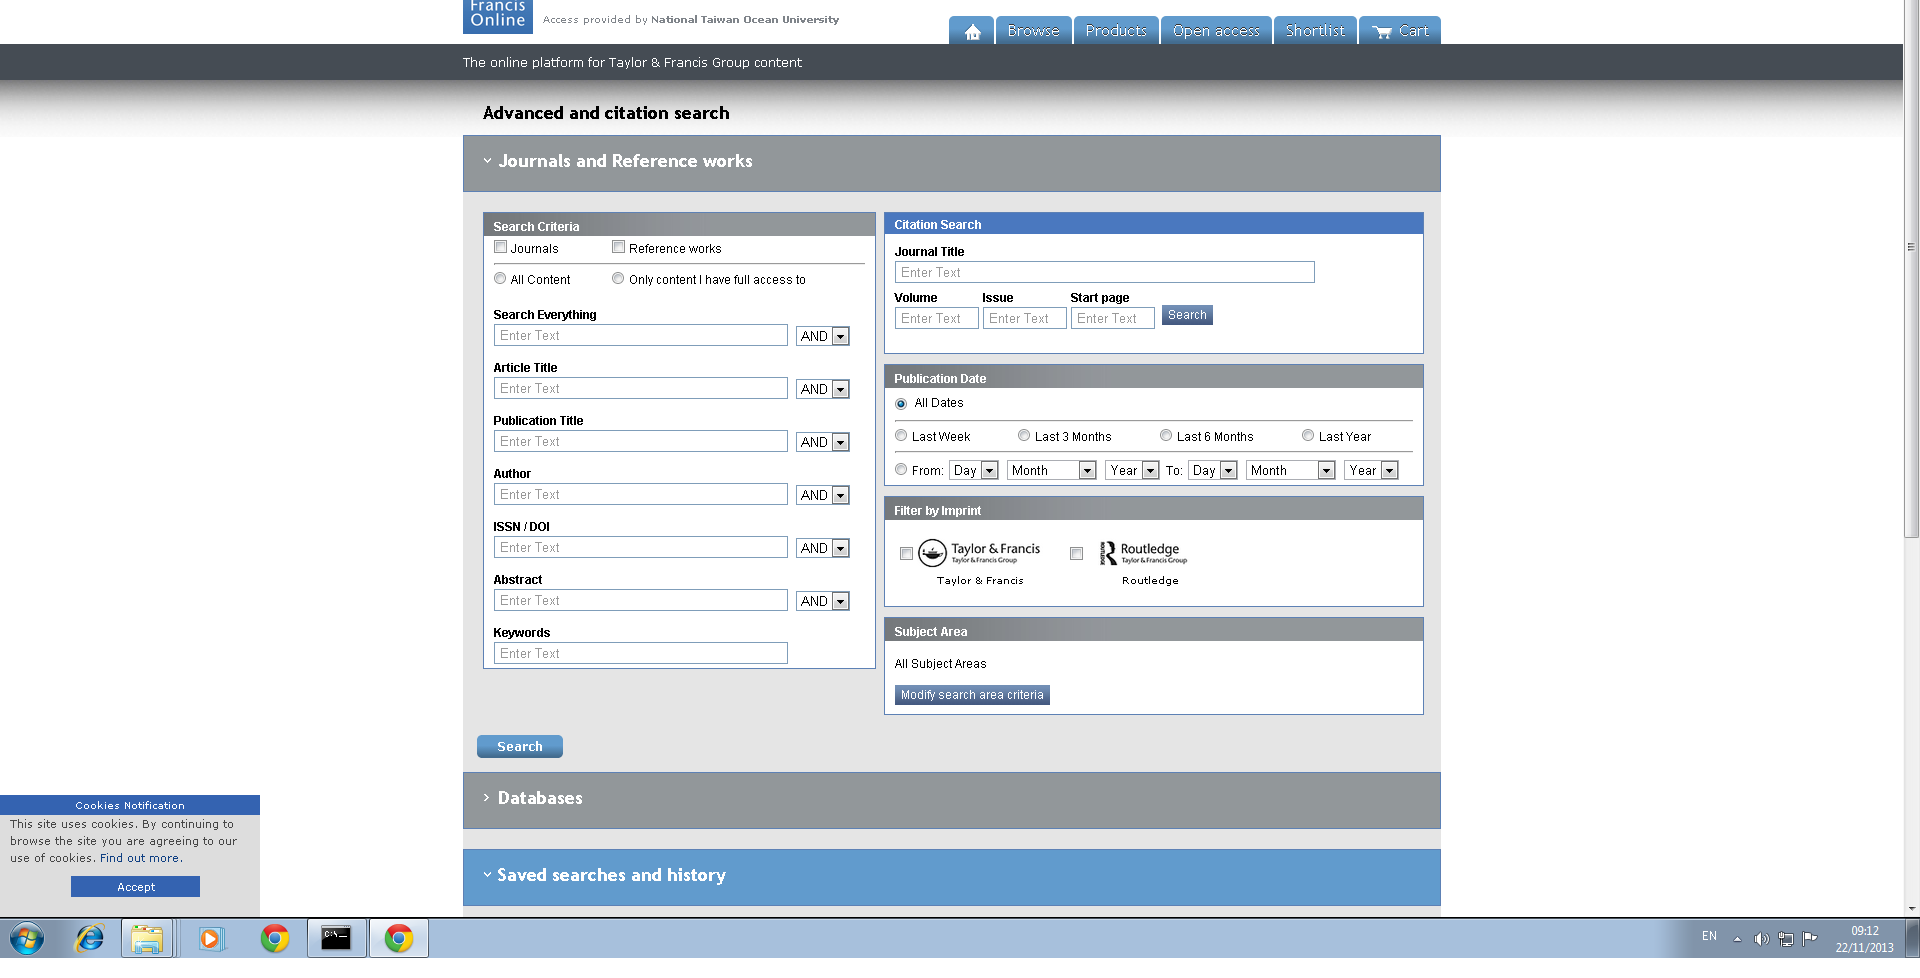 Francis
Online
Access provided by National Taiwan Ocean University
Browse Products Open access Shortlist Cart
The online platform for Taylor & Francis Group content
Advanced and citation search
Journals and Reference works
Search Criteria
Journals Reference works
All Content Only content I have full access to
Search Everything
Enter Text AND
Article Title
Enter Text AND
Publication Title
Enter Text AND
Author
Enter Text AND
ISSN / DOI
Enter Text AND
Abstract
Enter Text AND
Keywords
Enter Text
Citation Search
Journal Title
Enter Text
Volume Issue Start page
Enter Text Enter Text Enter Text Search
Publication Date
All Dates
Last Week Last 3 Months Last 6 Months Last Year
From: Day Month Year To: Day Month Year
Filter by Imprint
Taylor & Francis
Taylor & Francis Group
Taylor & Francis
Routledge
Taylor & Francis Group
ROUTLEDGE
Routledge
Subject Area
All Subject Areas
Modify search area criteria
Search
Databases
Saved searches and history
Cookies Notification
This site uses cookies. By continuing to
browse the site you are agreeing to our
use of cookies. Find out more.
Accept
C:\_
EN
09:12
22/11/2013